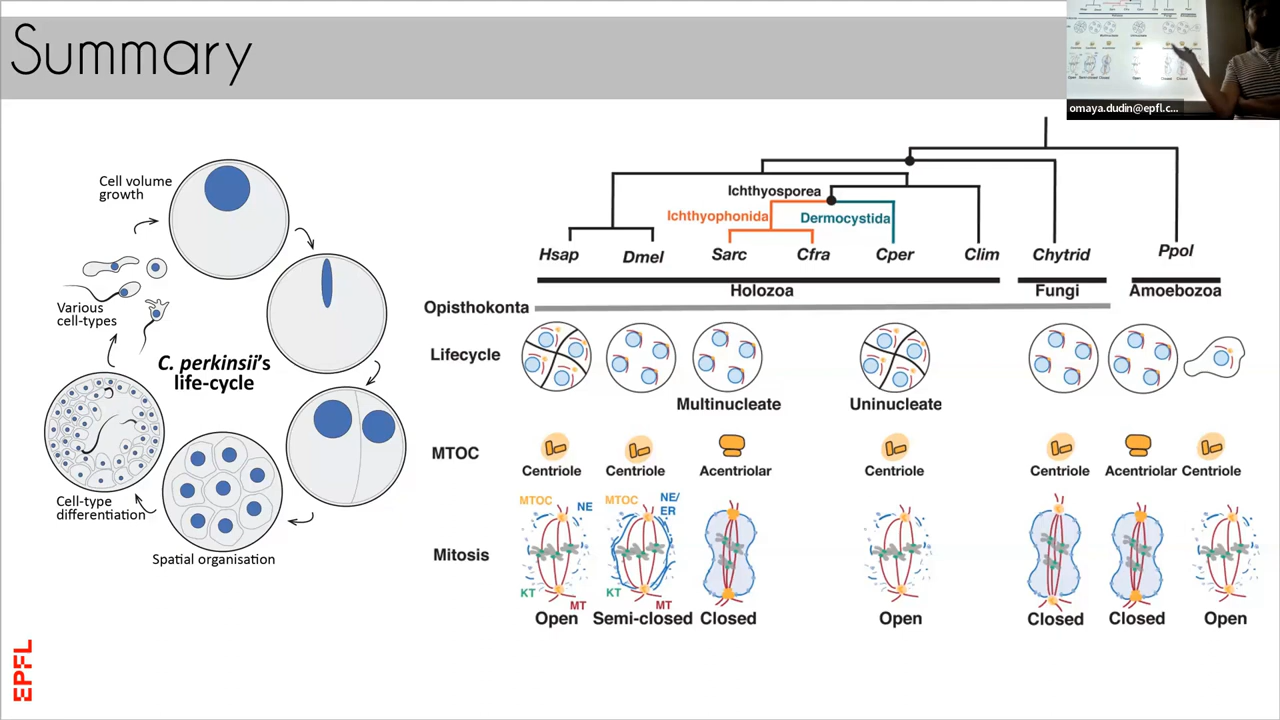 Summary
omaya.dudin@epfl.c...
Cell volume
growth
Various
cell-types
C. perkinsii's
life-cycle
Cell-type
differentiation
Spatial organisation
Ichthyosporea
Ichthyophonida
Dermocystida
Hsap
Dmel
Sarc
Cfra
Cper
Clim
Chytrid
Ppol
Holozoa
Fungi
Amoebozoa
Opisthokonta
Lifecycle
Multinucleate
Uninucleate
MTOC
Centriole
Centriole
Acentriolar
Centriole
Centriole
Acentriolar
Centriole
Mitosis
MTOC
NE
MTOC
NE/
ER
KT
MT
KT
MT
Open
Semi-closed
Closed
Open
Closed
Closed
Open
EPFL